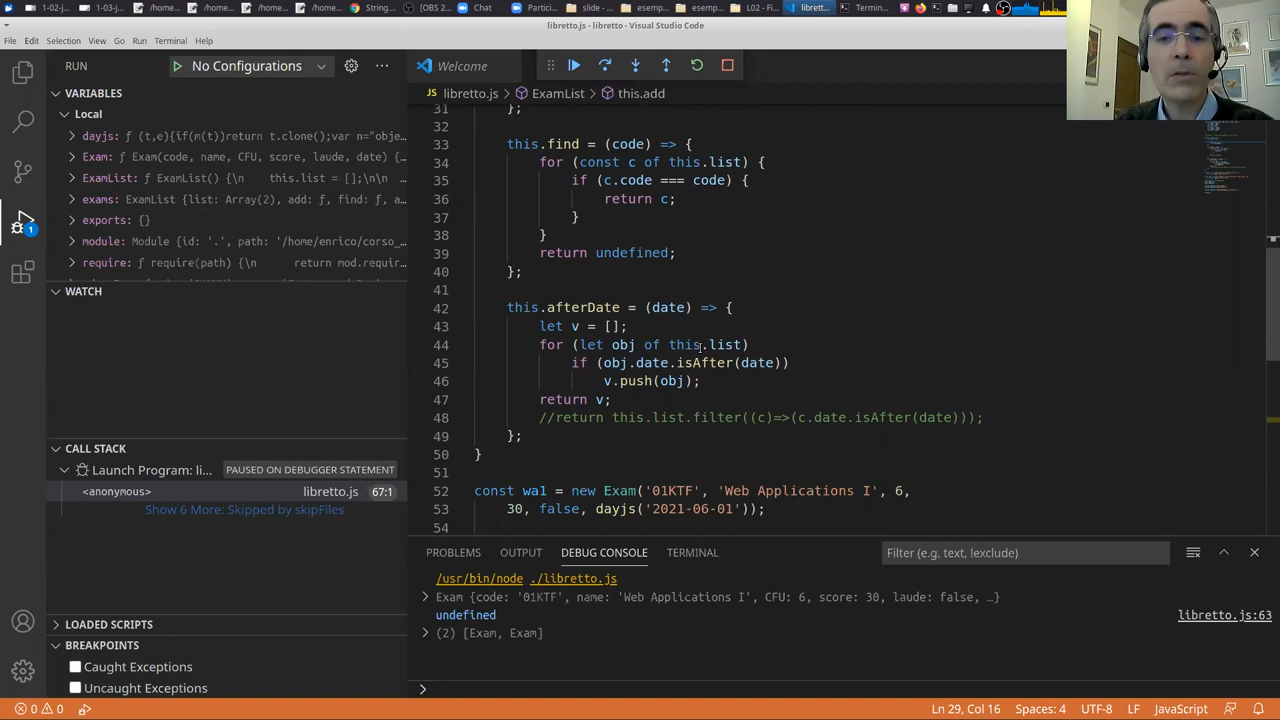 1-02-j... 1-03-j... /home... /home... /home... String.... [OBS 2... Chat Partici... slide -... esemp... esemp... L02 - Fi... librett... Termin...
libretto.js - libretto - Visual Studio Code
File Edit Selection View Go Run Terminal Help
RUN No Configurations ... Welcome
VARIABLES
libretto.js > ExamList > this.add
Local
dayjs: ƒ (t,e){if(m(t))return t.clone();var n="obje…
Exam: ƒ Exam(code, name, CFU, score, laude, date) {…
ExamList: ƒ ExamList() {\n    this.list = [];\n\n …
exams: ExamList {list: Array(2), add: ƒ, find: ƒ, a…
exports: {}
module: Module {id: '.', path: '/home/enrico/corso_…
require: ƒ require(path) {\n      return mod.requir…
31 };
32
33 this.find = (code) => {
34 for (const c of this.list) {
35 if (c.code === code) {
36 return c;
37 }
38 }
39 return undefined;
40 };
41
42 this.afterDate = (date) => {
43 let v = [];
44 for (let obj of this.list)
45 if (obj.date.isAfter(date))
46 v.push(obj);
47 return v;
48 //return this.list.filter((c)=>(c.date.isAfter(date)));
49 };
50 }
51
52 const wa1 = new Exam('01KTF', 'Web Applications I', 6,
53 30, false, dayjs('2021-06-01'));
54
WATCH
CALL STACK
Launch Program: li... PAUSED ON DEBUGGER STATEMENT
<anonymous> libretto.js 67:1
Show 6 More: Skipped by skipFiles
LOADED SCRIPTS
BREAKPOINTS
Caught Exceptions
Uncaught Exceptions
1
PROBLEMS OUTPUT DEBUG CONSOLE TERMINAL Filter (e.g. text, !exclude)
/usr/bin/node ./libretto.js
Exam {code: '01KTF', name: 'Web Applications I', CFU: 6, score: 30, laude: false, …}
undefined libretto.js:63
(2) [Exam, Exam]
0 0 Ln 29, Col 16 Spaces: 4 UTF-8 LF JavaScript